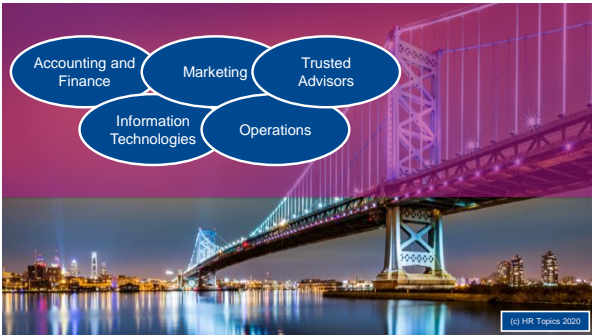 Accounting and
Finance
Marketing
Trusted
Advisors
Information
Technologies
Operations
(c) HR Topics 2020